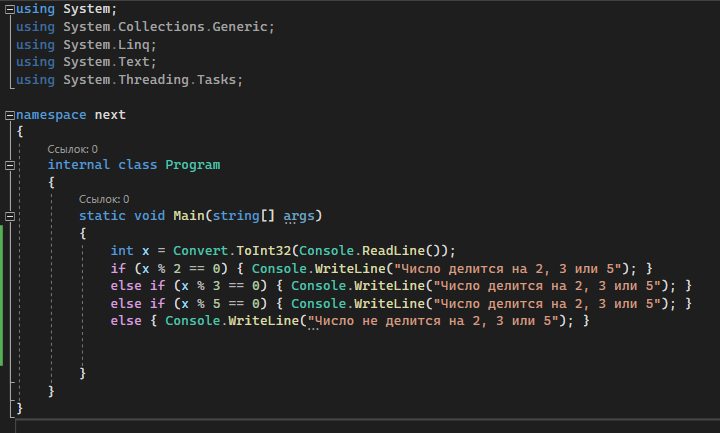 using System;
using System.Collections.Generic;
using System.Linq;
using System.Text;
using System.Threading.Tasks;
namespace next
{
Ссылок: 0
internal class Program
{
Ссылок: 0
static void Main(string[] args)
{
int x = Convert.ToInt32(Console.ReadLine());
if (x % 2 == 0) { Console.WriteLine("Число делится на 2, 3 или 5"); }
else if (x % 3 == 0) { Console.WriteLine("Число делится на 2, 3 или 5"); }
else if (x % 5 == 0) { Console.WriteLine("Число делится на 2, 3 или 5"); }
else { Console.WriteLine("Число не делится на 2, 3 или 5"); }
}
}
}